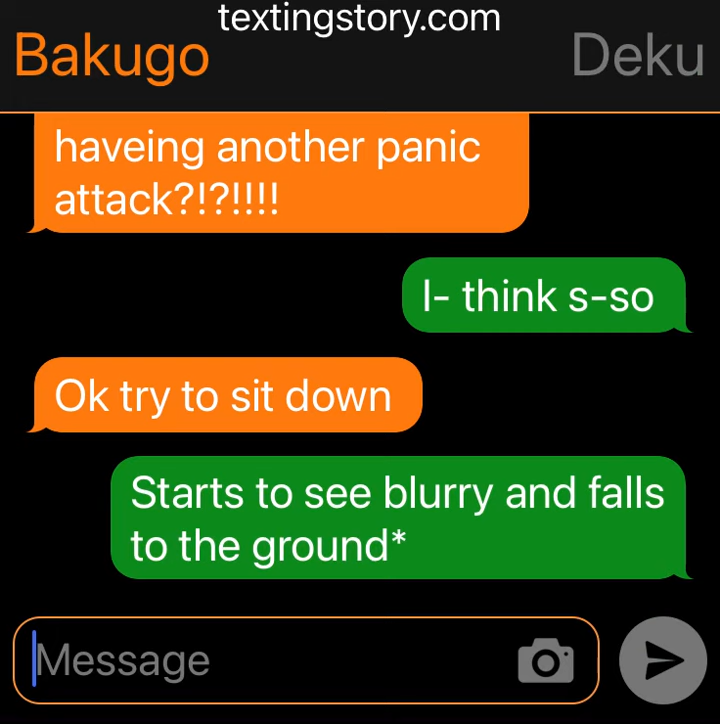 textingstory.com
Bakugo
Deku
haveing another panic
attack?!?!!!!
I- think s-so
Ok try to sit down
Starts to see blurry and falls
to the ground*
Message